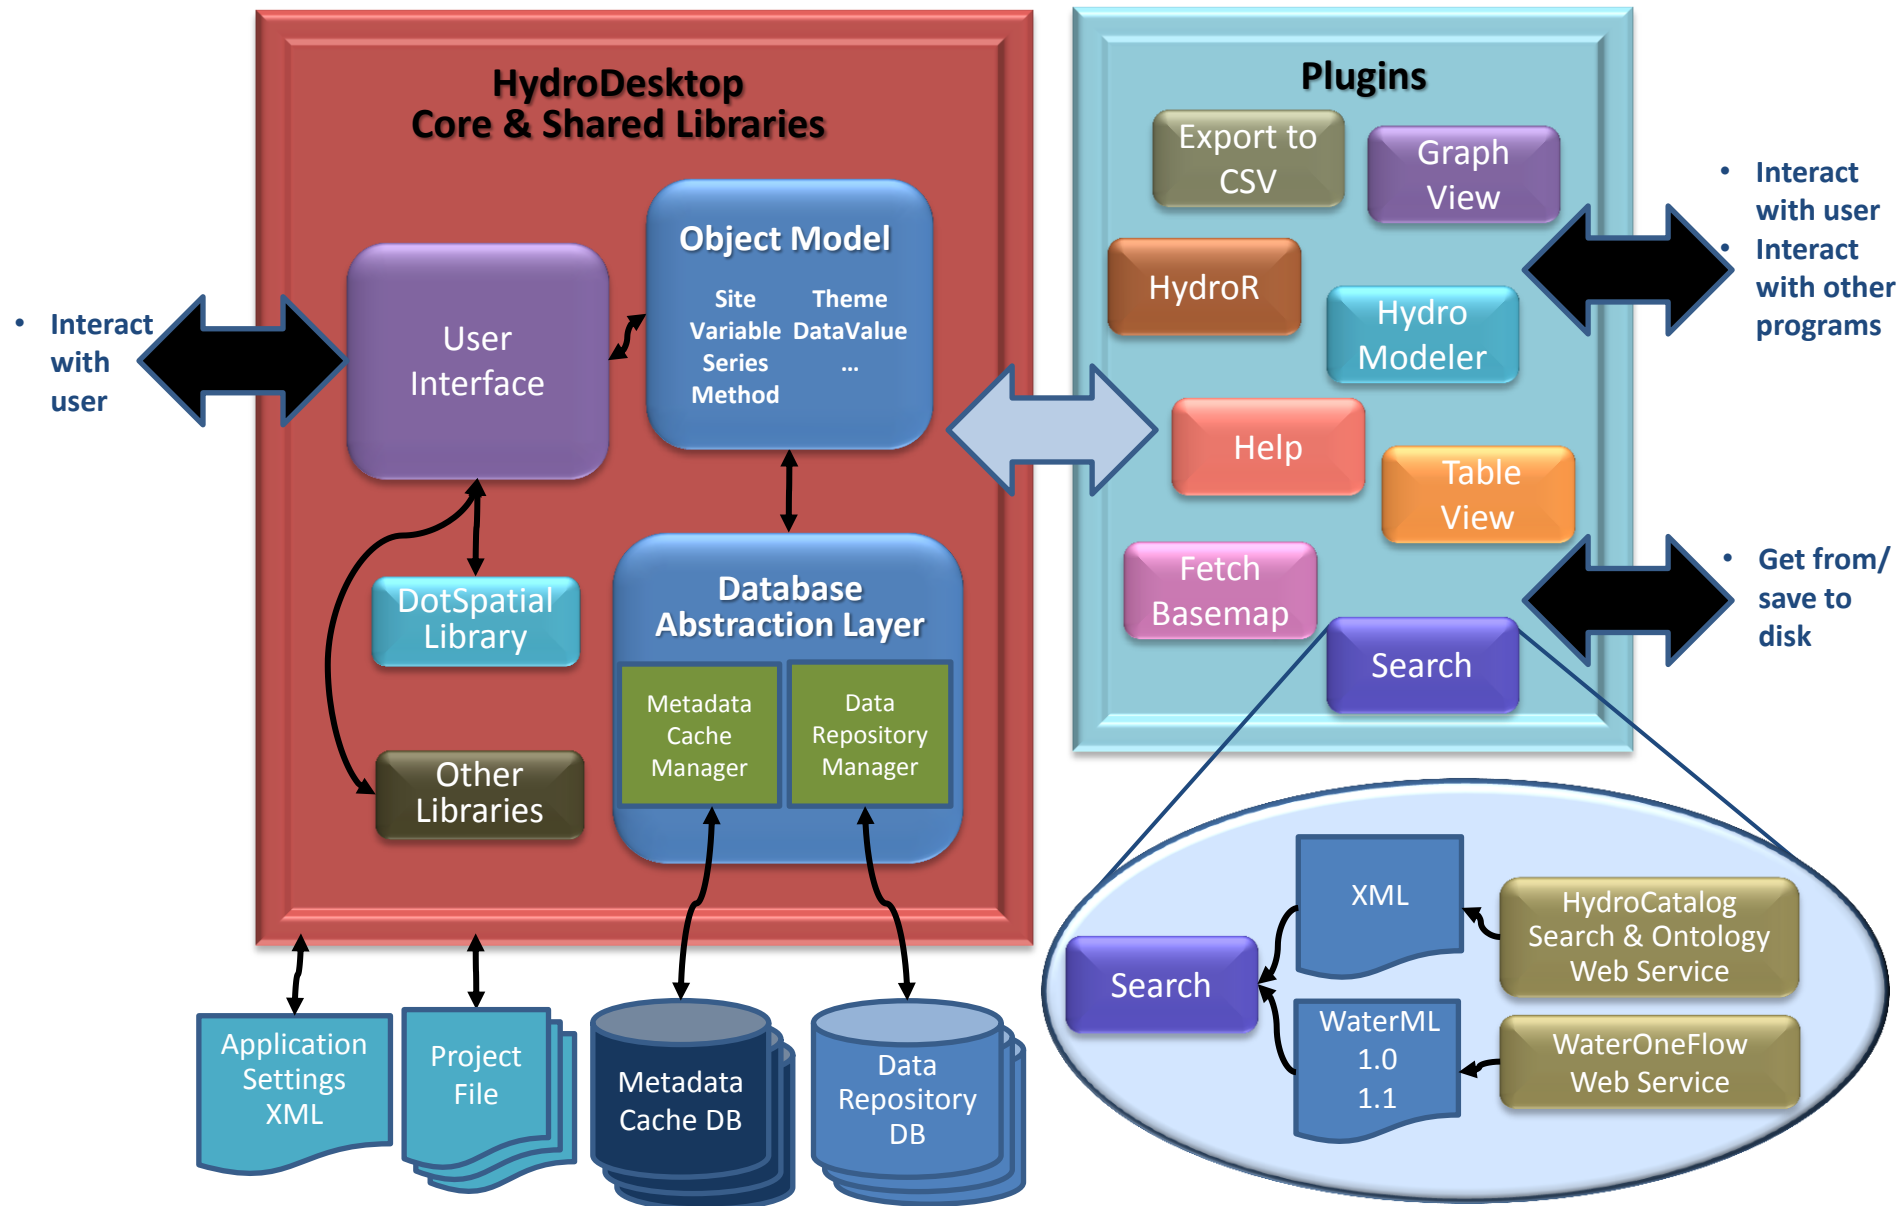 HydroDesktop
Core & Shared Libraries
Object Model
Site
Variable
Series
Method
Theme
DataValue
...
User
Interface
• Interact
with
user
DotSpatial
Library
Other
Libraries
Database
Abstraction Layer
Metadata
Cache
Manager
Data
Repository
Manager
Application
Settings
XML
Project
File
Metadata
Cache DB
Data
Repository
DB
Plugins
Export to
CSV
Graph
View
HydroR
Hydro
Modeler
Help
Table
View
Fetch
Basemap
Search
• Interact
with user
• Interact
with other
programs
• Get from/
save to
disk
Search
XML
HydroCatalog
Search & Ontology
Web Service
WaterML
1.0
1.1
WaterOneFlow
Web Service